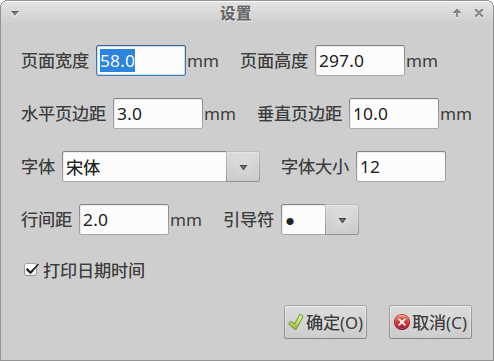 设置
页面宽度 58.0 mm 页面高度 297.0 mm
水平页边距 3.0 mm 垂直页边距 10.0 mm
字体 宋体 字体大小 12
行间距 2.0 mm 引导符 ●
打印日期时间
确定(O) 取消(C)